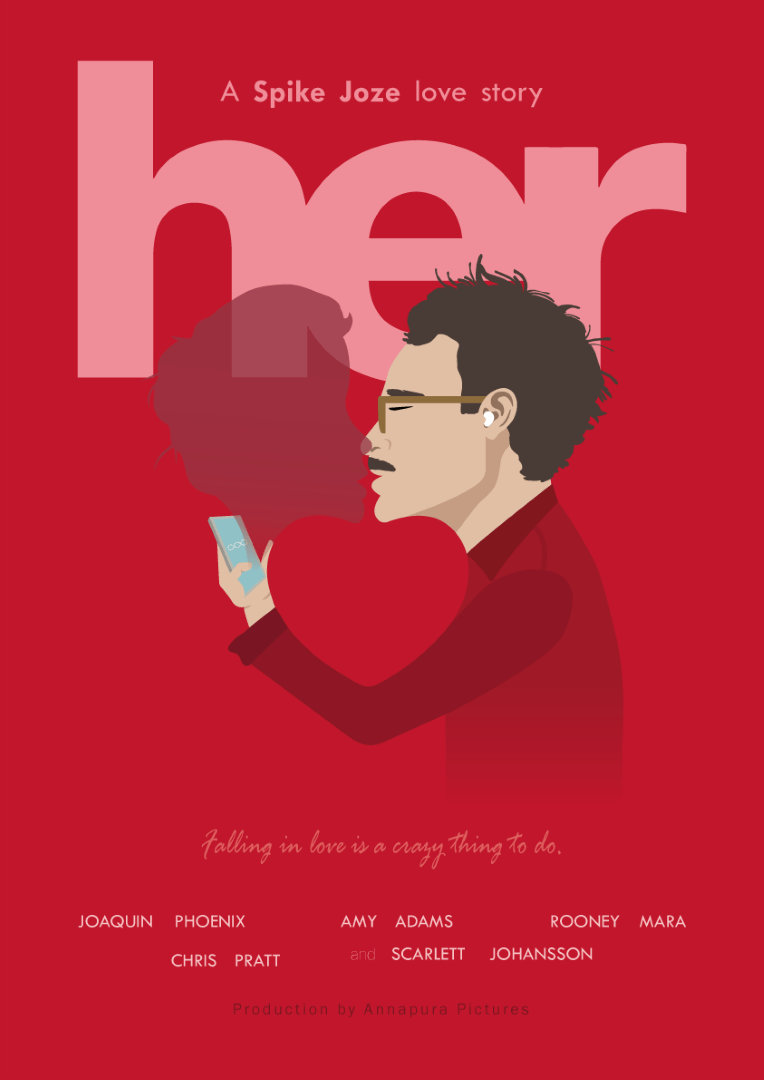 A Spike Joze love story
her
Falling in love is a crazy thing to do.
JOAQUIN PHOENIX AMY ADAMS ROONEY MARA
CHRIS PRATT and SCARLETT JOHANSSON
Production by Annapura Pictures